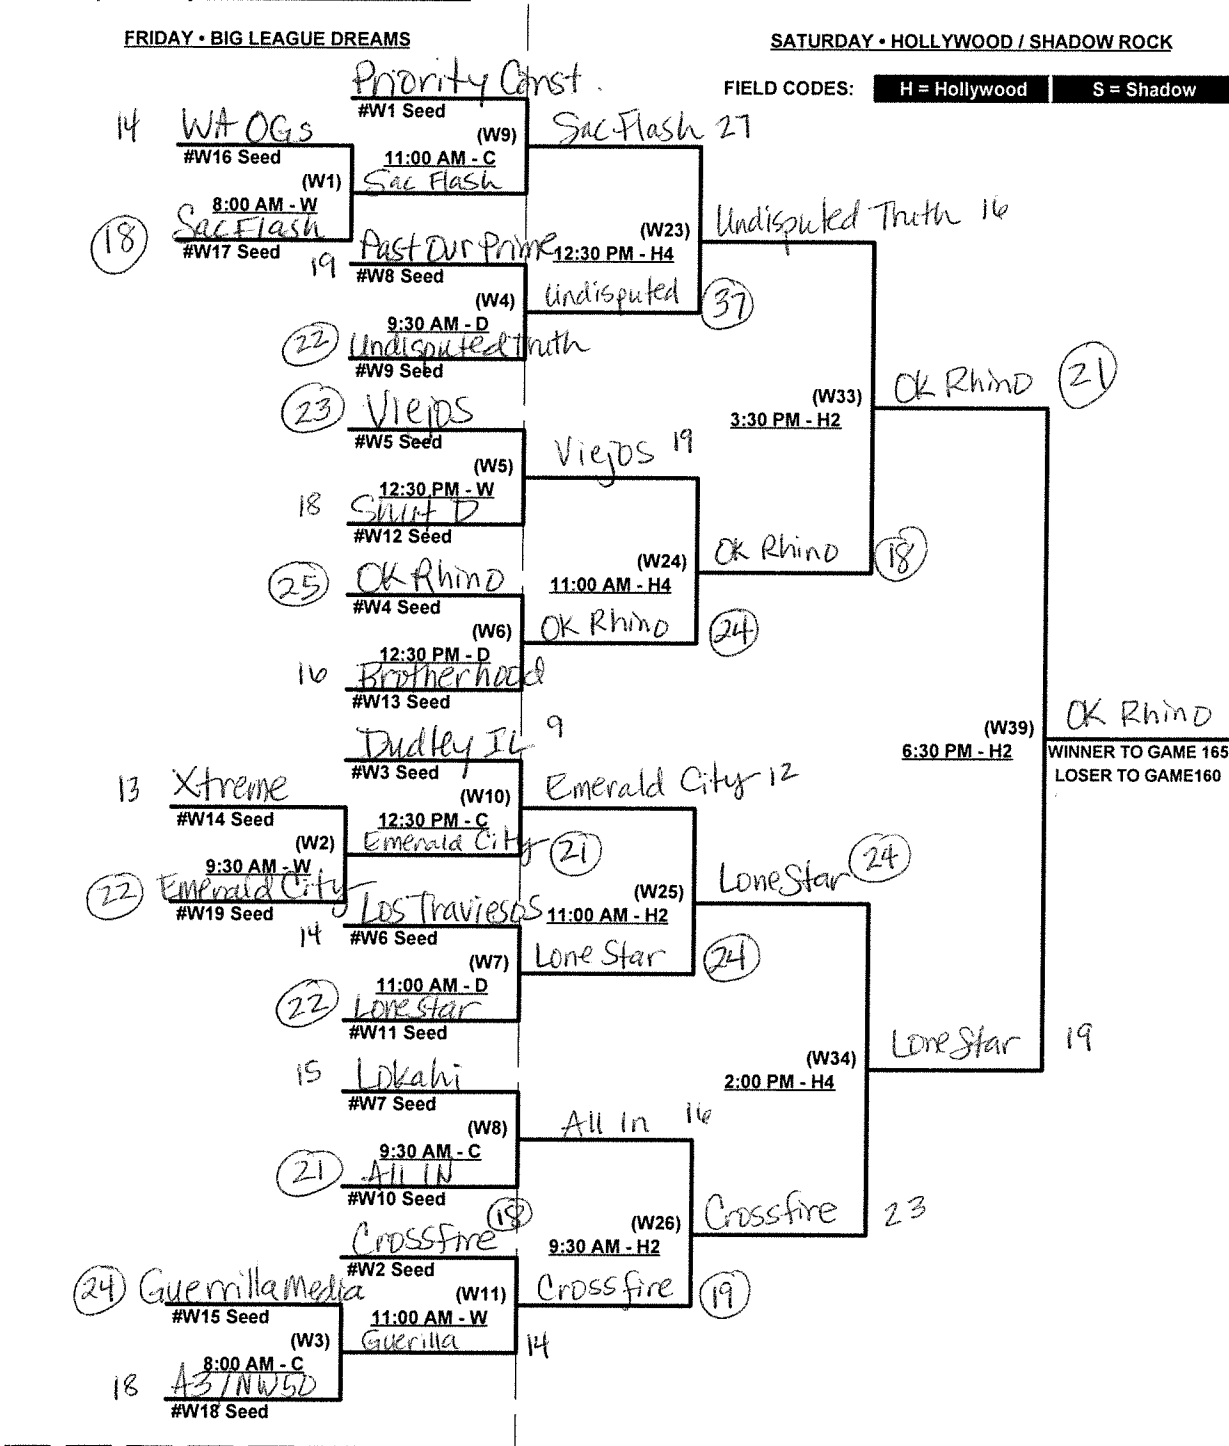 FRIDAY • BIG LEAGUE DREAMS
SATURDAY • HOLLYWOOD / SHADOW ROCK
FIELD CODES: H = Hollywood S = Shadow
Priority Const.
#W1 Seed
14 WA OGs
#W16 Seed
(W9)
11:00 AM - C
Sac Flash 27
(W1)
8:00 AM - W
Sac Flash
18 Sac Flash
#W17 Seed
(W23)
12:30 PM - H4
Undisputed Truth 16
19 Past Our Prime
#W8 Seed
(W4)
9:30 AM - D
Undisputed 37
22 Undisputed Truth
#W9 Seed
23 Viejos
#W5 Seed
(W33)
3:30 PM - H2
OK Rhino 21
(W5)
12:30 PM - W
Viejos 19
18
#W12 Seed
(W24)
11:00 AM - H4
OK Rhino 18
25 OK Rhino
#W4 Seed
(W6)
12:30 PM - D
OK Rhino 24
16 Brotherhood
#W13 Seed
(W39)
6:30 PM - H2
OK Rhino
WINNER TO GAME 165
LOSER TO GAME160
Dudley IL 9
#W3 Seed
13 Xtreme
#W14 Seed
(W10)
12:30 PM - C
Emerald City 12
(W2)
9:30 AM - W
Emerald City 21
22 Emerald City
#W19 Seed
(W25)
11:00 AM - H2
LoneStar 24
14 Los Traviesos
#W6 Seed
(W7)
11:00 AM - D
Lone Star 24
22 Lonestar
#W11 Seed
(W34)
2:00 PM - H4
LoneStar 19
15 Lokahi
#W7 Seed
(W8)
9:30 AM - C
All In 16
21 All IN
#W10 Seed
(W26)
9:30 AM - H2
Crossfire 23
Crossfire 18
#W2 Seed
24 Guerrilla Media
#W15 Seed
(W11)
11:00 AM - W
Crossfire 19
(W3)
8:00 AM - C
Guerilla 14
18 A3/NW50
#W18 Seed